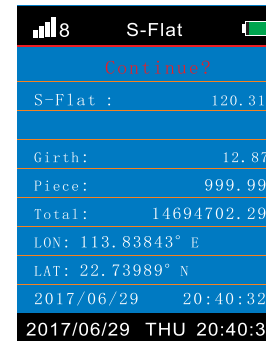 8 S-Flat
Continue?
S-Flat : 120.31
Girth: 12.87
Piece: 999.99
Total: 14694702.29
LON: 113.83843° E
LAT: 22.73989° N
2017/06/29 20:40:32
2017/06/29 THU 20:40:3